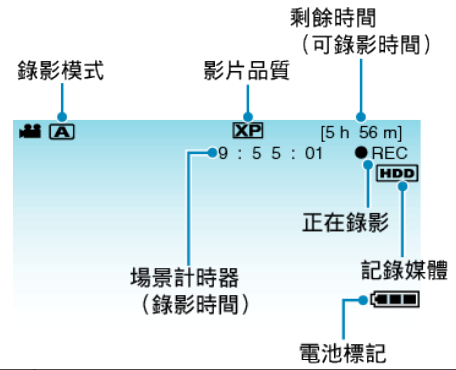 剩餘時間
（可錄影時間）
錄影模式
影片品質
A
XP
[5 h 56 m]
9 : 5 5 : 01
●REC
HDD
正在錄影
記錄媒體
場景計時器
（錄影時間）
電池標記